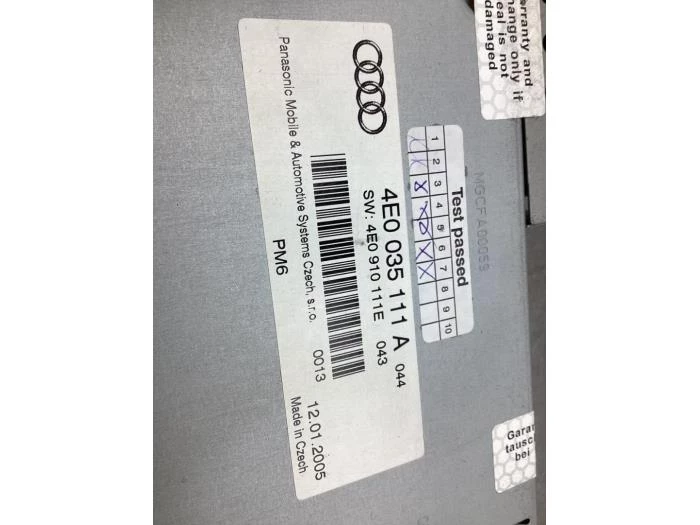 4E0 035 111 A 044
SW: 4E0 910 111E 043
0013 12.01.2005
Panasonic Mobile & Automotive Systems Czech, s.r.o. Made in Czech
PM6
Test passed
1 2 3 4 5 6 7 8 9 10
X X X X X X X
MGCFA00059
arranty and
hange only if
eal is not
damaged
Garan
tausc
bei